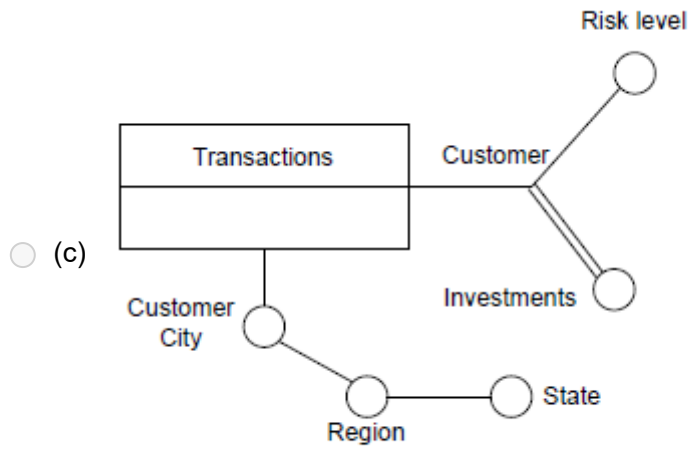 Risk level
Transactions
Customer
(c)
Investments
Customer
City
State
Region